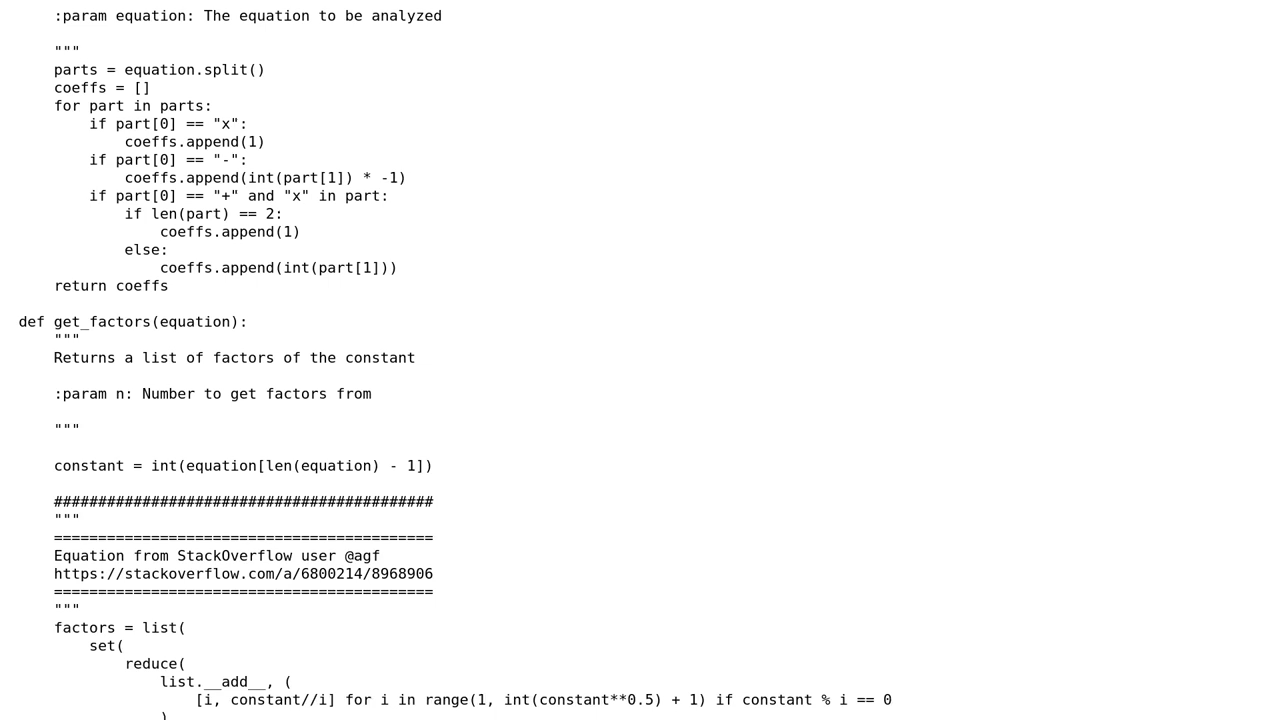 :param equation: The equation to be analyzed

    """
    parts = equation.split()
    coeffs = []
    for part in parts:
        if part[0] == "x":
            coeffs.append(1)
        if part[0] == "-":
            coeffs.append(int(part[1]) * -1)
        if part[0] == "+" and "x" in part:
            if len(part) == 2:
                coeffs.append(1)
            else:
                coeffs.append(int(part[1]))
    return coeffs

def get_factors(equation):
    """
    Returns a list of factors of the constant

    :param n: Number to get factors from

    """

    constant = int(equation[len(equation) - 1])

    ###########################################
    """
    ===========================================
    Equation from StackOverflow user @agf
    https://stackoverflow.com/a/6800214/8968906
    ===========================================
    """
    factors = list(
        set(
            reduce(
                list.__add__, (
                    [i, constant//i] for i in range(1, int(constant**0.5) + 1) if constant % i == 0
                )